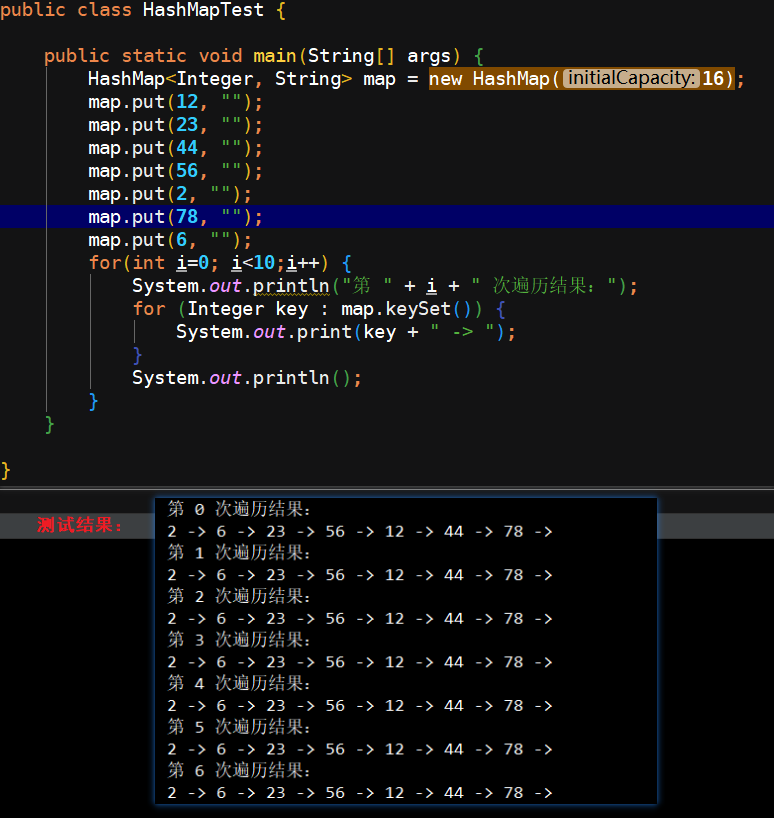 public class HashMapTest {
public static void main(String[] args) {
HashMap<Integer, String> map = new HashMap(initialCapacity:16);
map.put(12, "");
map.put(23, "");
map.put(44, "");
map.put(56, "");
map.put(2, "");
map.put(78, "");
map.put(6, "");
for(int i=0; i<10;i++) {
System.out.println("第 " + i + " 次遍历结果：");
for (Integer key : map.keySet()) {
System.out.print(key + " -> ");
}
System.out.println();
}
}
}
测试结果：
第 0 次遍历结果：
2 -> 6 -> 23 -> 56 -> 12 -> 44 -> 78 ->
第 1 次遍历结果：
2 -> 6 -> 23 -> 56 -> 12 -> 44 -> 78 ->
第 2 次遍历结果：
2 -> 6 -> 23 -> 56 -> 12 -> 44 -> 78 ->
第 3 次遍历结果：
2 -> 6 -> 23 -> 56 -> 12 -> 44 -> 78 ->
第 4 次遍历结果：
2 -> 6 -> 23 -> 56 -> 12 -> 44 -> 78 ->
第 5 次遍历结果：
2 -> 6 -> 23 -> 56 -> 12 -> 44 -> 78 ->
第 6 次遍历结果：
2 -> 6 -> 23 -> 56 -> 12 -> 44 -> 78 ->